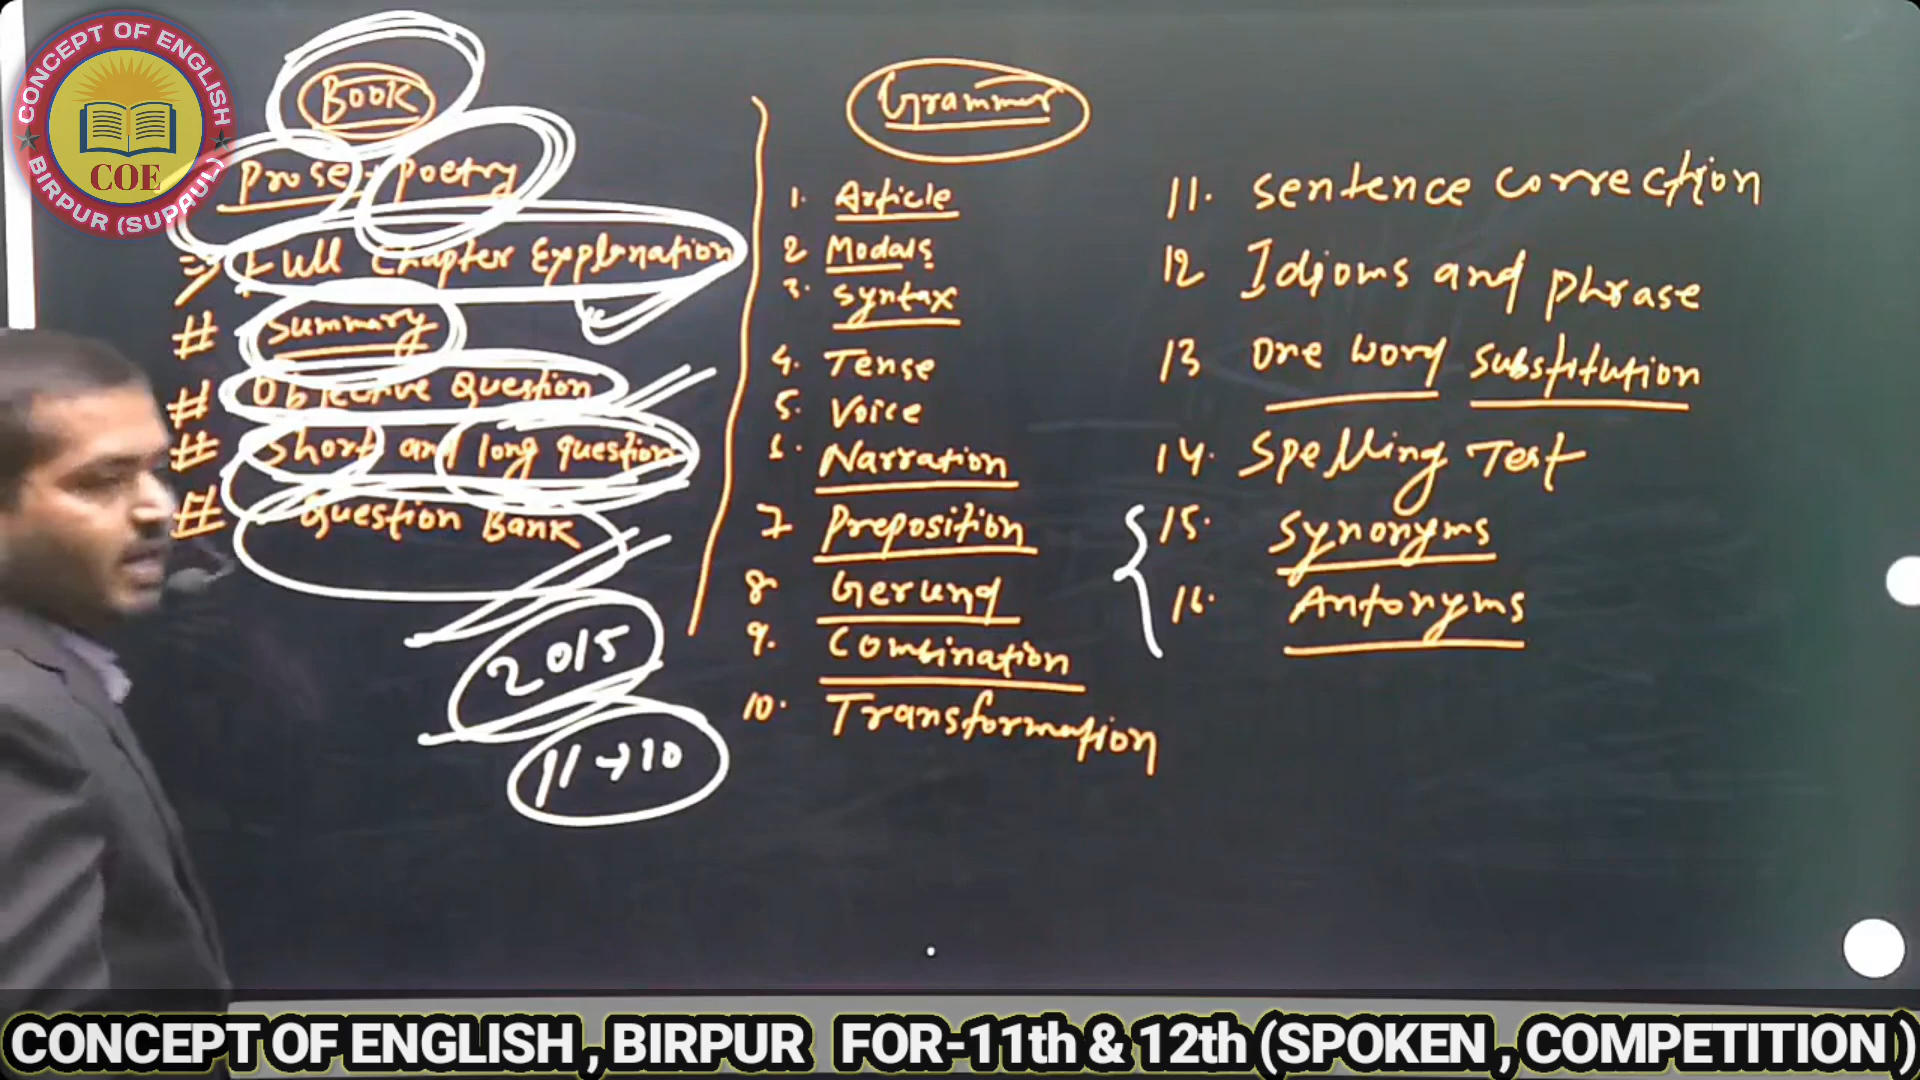 CONCEPT OF ENGLISH
COE
BIRPUR (SUPAUL)
Book
Prose + Poetry
Full Chapter Explanation
# Summary
# Objective Question
# Short and long question
# Question Bank
2015
11 → 10
Grammar
1. Article
2 Modals
3. Syntax
4. Tense
5. Voice
6. Narration
7 Preposition
8 Gerund
9. Combination
10. Transformation
11. Sentence Correction
12 Idioms and phrase
13 One word substitution
14. Spelling Test
15. Synonyms
16. Antonyms
CONCEPT OF ENGLISH , BIRPUR FOR-11th & 12th (SPOKEN , COMPETITION )